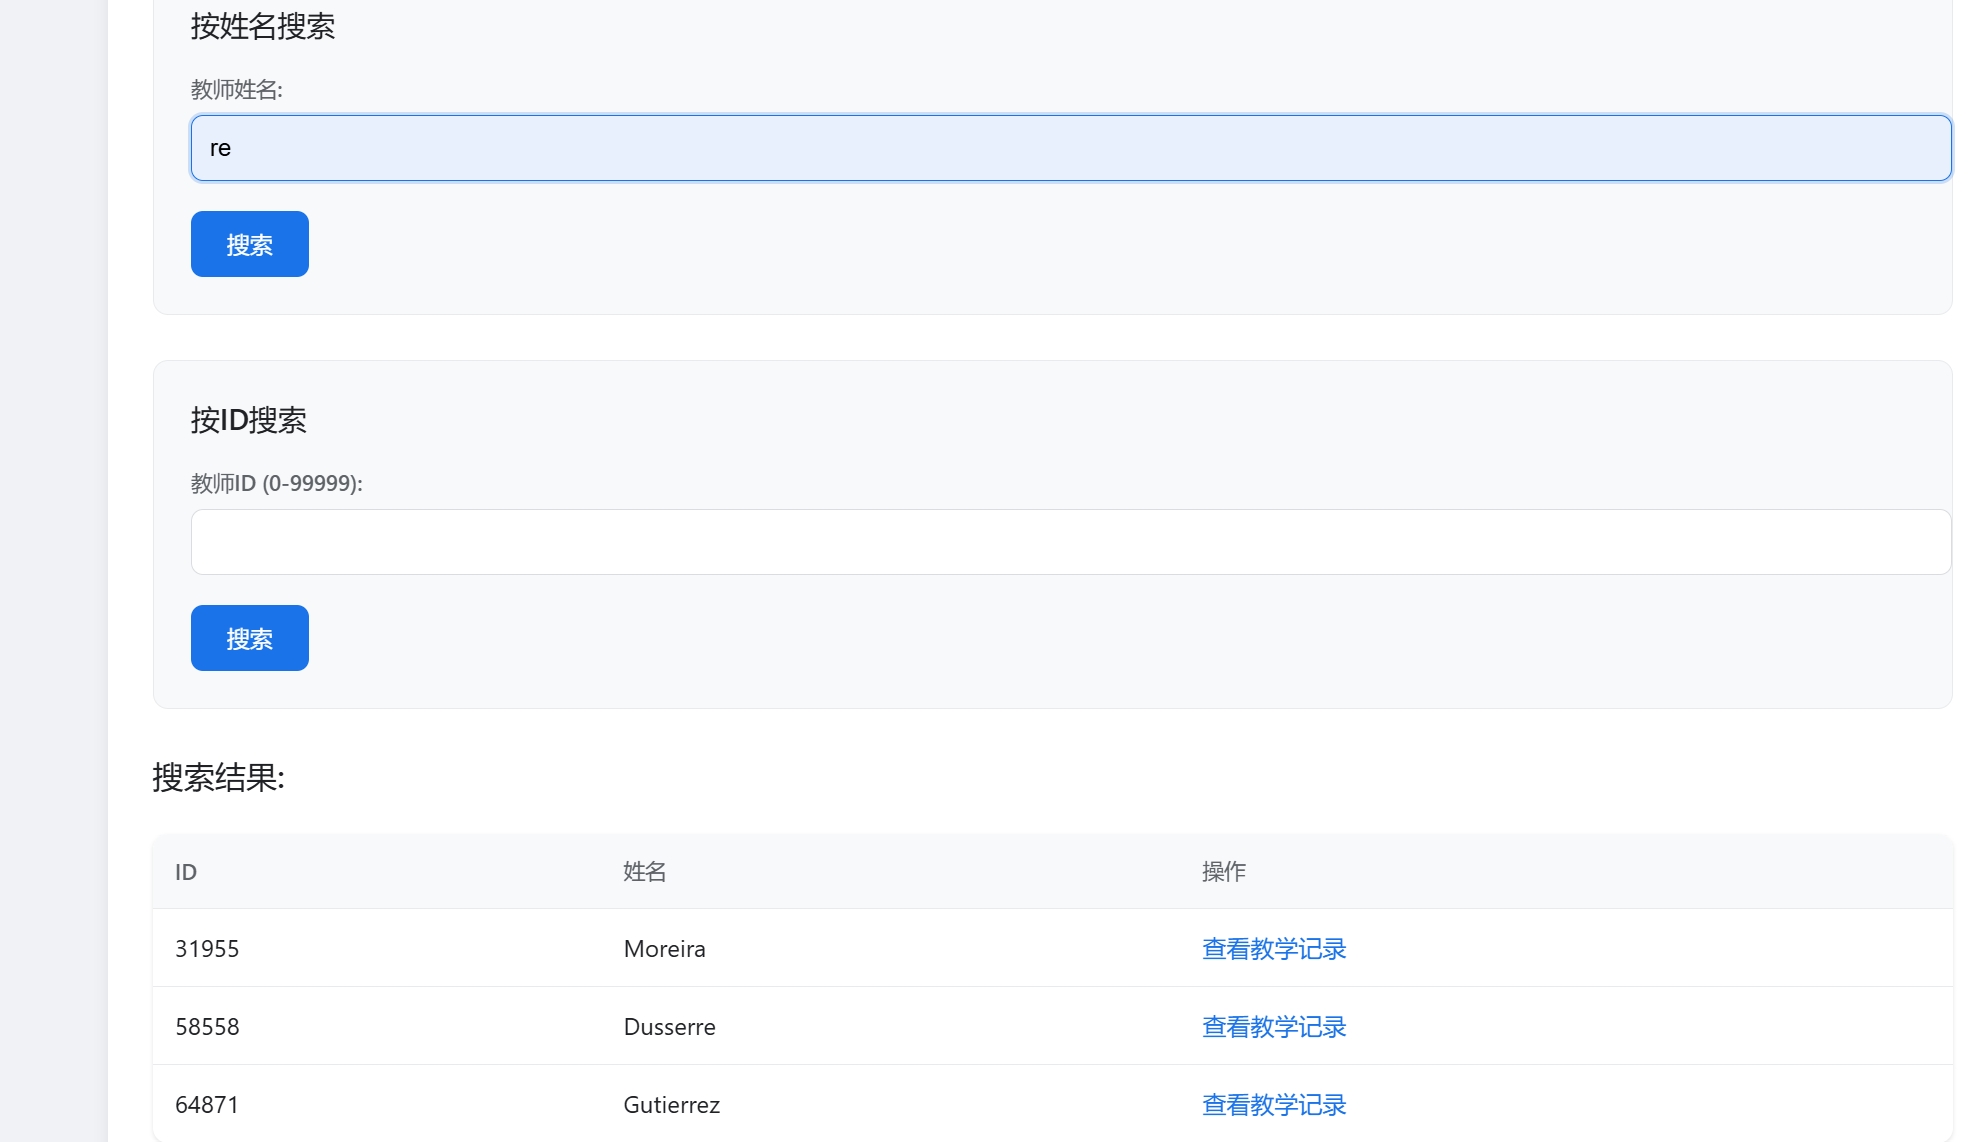 按姓名搜索
教师姓名:
re
搜索
按ID搜索
教师ID (0-99999):
搜索
搜索结果:
ID 姓名 操作
31955 Moreira 查看教学记录
58558 Dusserre 查看教学记录
64871 Gutierrez 查看教学记录